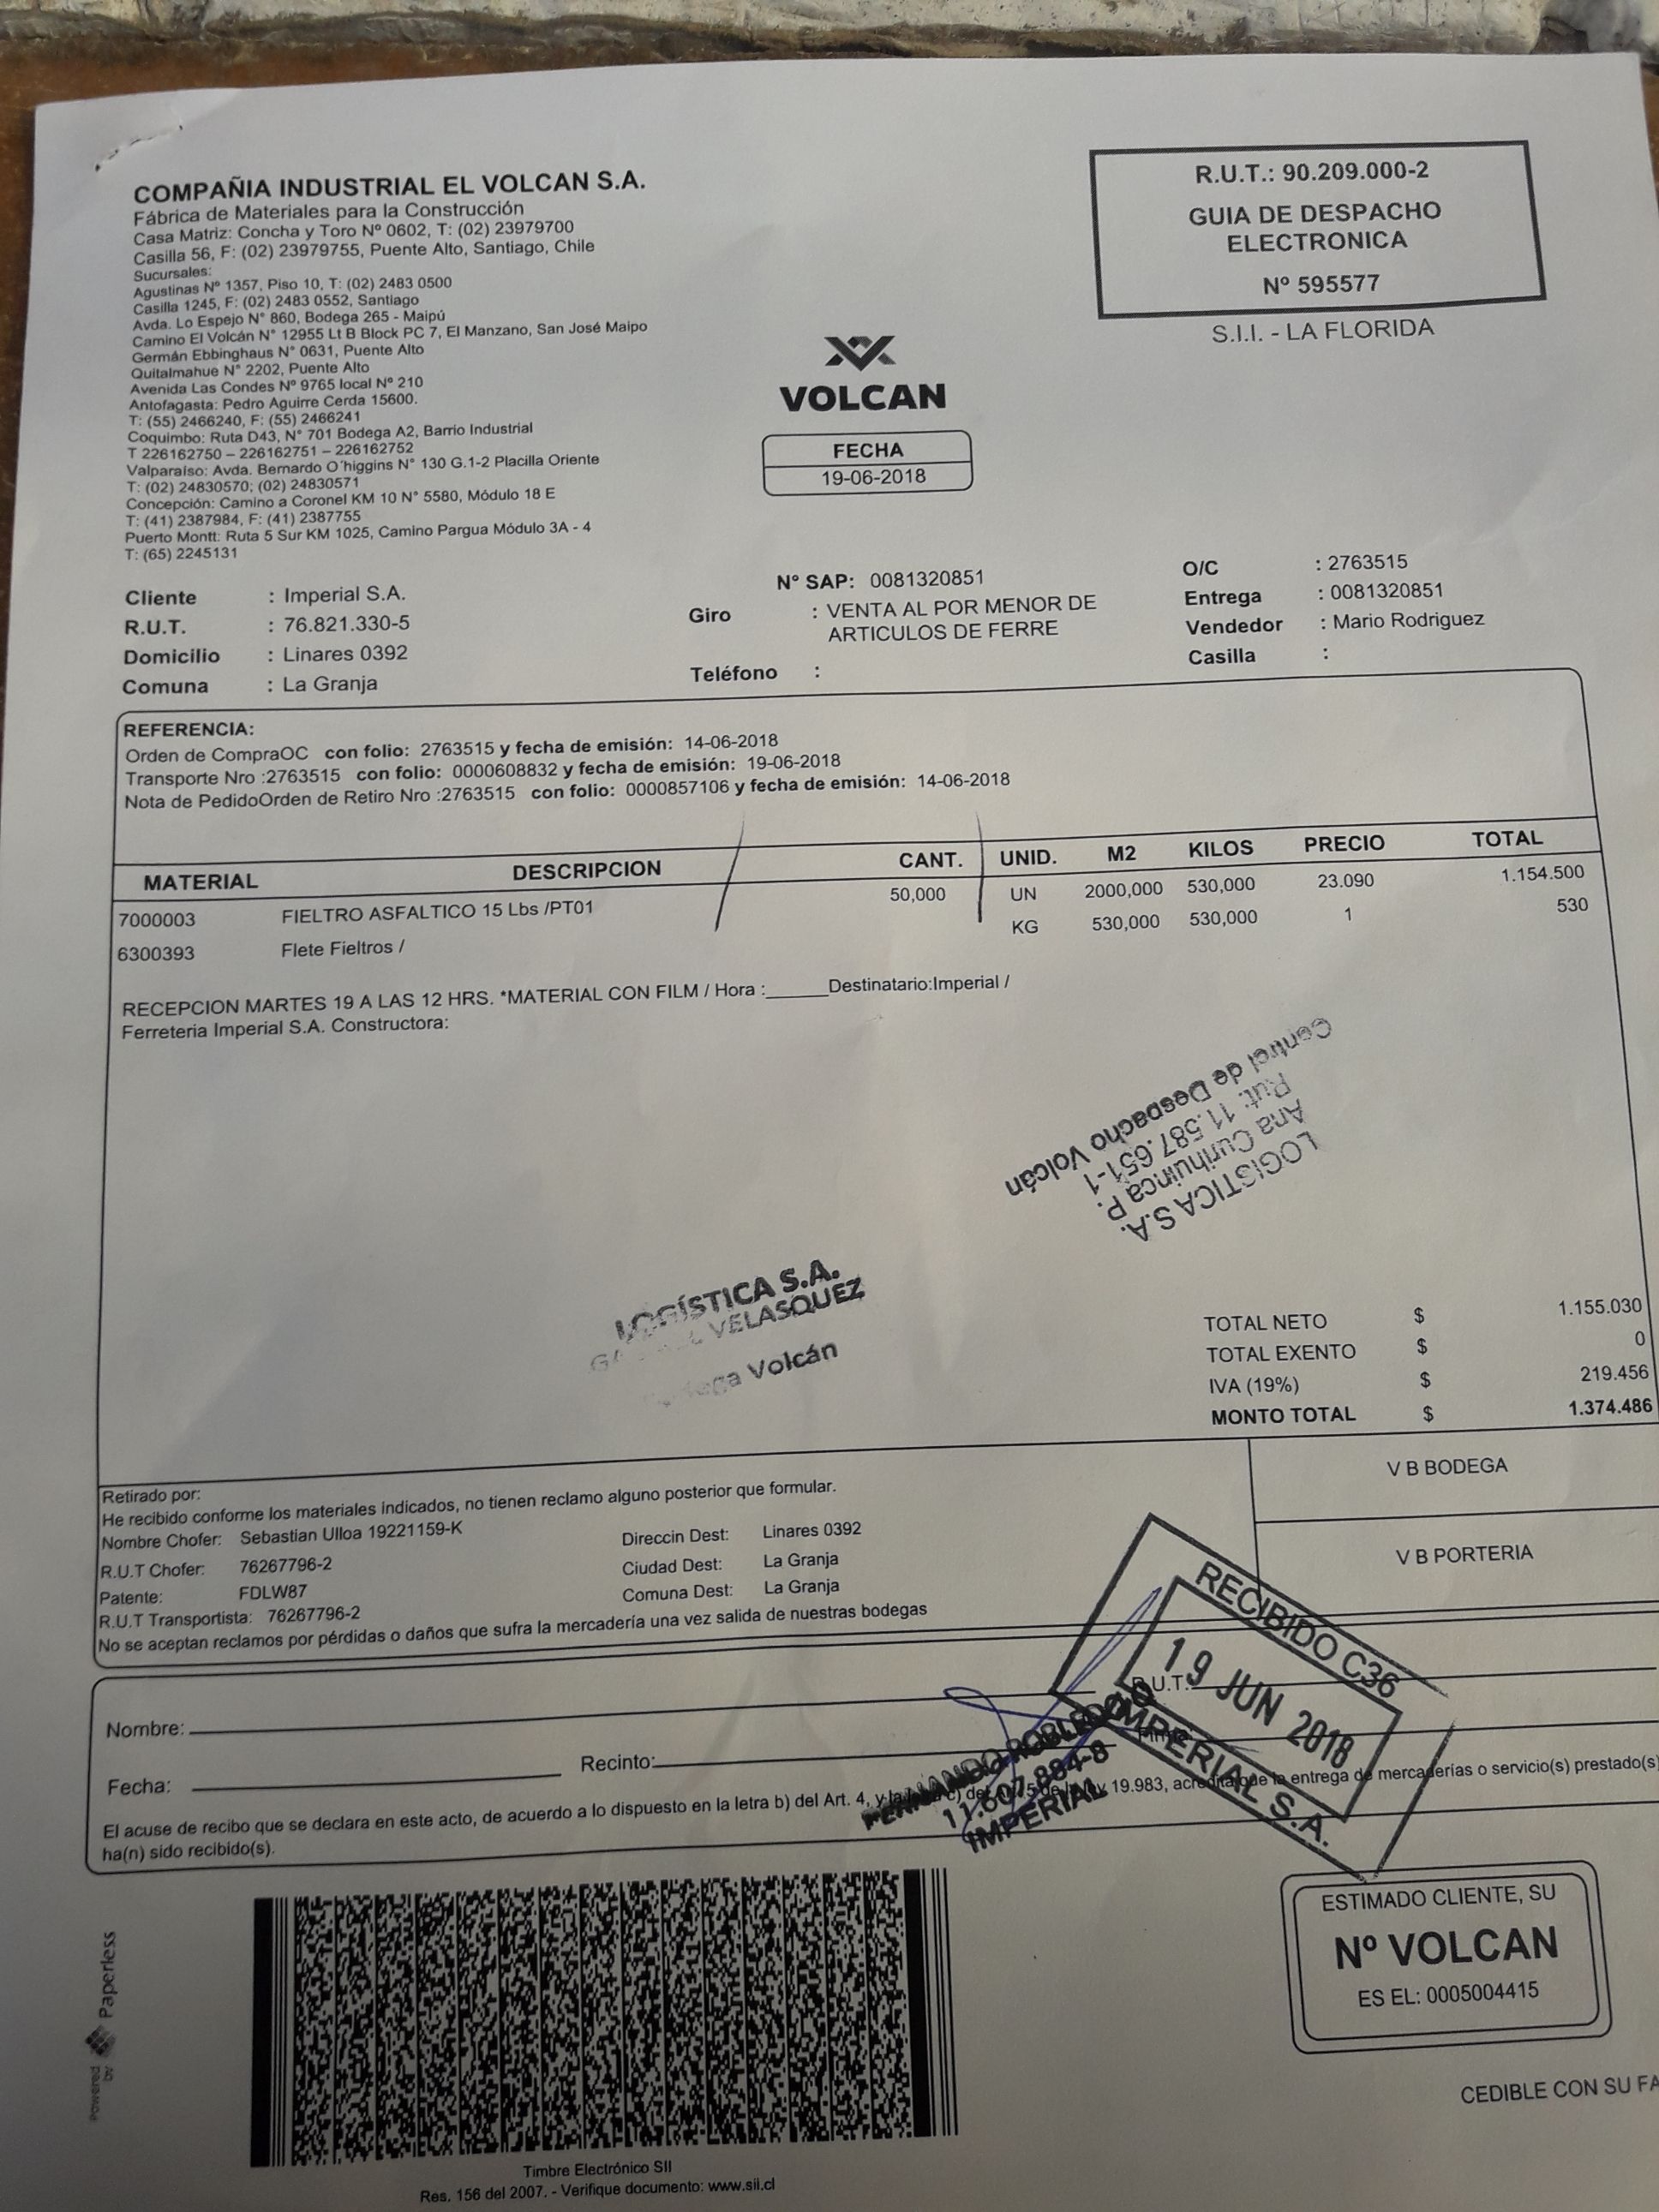 COMPAÑIA INDUSTRIAL EL VOLCAN S.A.
Fábrica de Materiales para la Construcción
Casa Matriz: Concha y Toro Nº 0602, T: (02) 23979700
Casilla 56, F: (02) 23979755, Puente Alto, Santiago, Chile
Sucursales:
Agustinas Nº 1357, Piso 10, T: (02) 2483 0500
Casilla 1245, F: (02) 2483 0552, Santiago
Avda. Lo Espejo N° 860, Bodega 265 - Maipú
Camino El Volcán N° 12955 Lt B Block PC 7, El Manzano, San José Maipo
Germán Ebbinghaus N° 0631, Puente Alto
Quitalmahue N° 2202, Puente Alto
Avenida Las Condes Nº 9765 local Nº 210
Antofagasta: Pedro Aguirre Cerda 15600.
T: (55) 2466240, F: (55) 2466241
Coquimbo: Ruta D43, N° 701 Bodega A2, Barrio Industrial
T 226162750 – 226162751 – 226162752
Valparaíso: Avda. Bernardo O´higgins N° 130 G.1-2 Placilla Oriente
T: (02) 24830570; (02) 24830571
Concepción: Camino a Coronel KM 10 N° 5580, Módulo 18 E
T: (41) 2387984, F: (41) 2387755
Puerto Montt: Ruta 5 Sur KM 1025, Camino Pargua Módulo 3A - 4
T: (65) 2245131
R.U.T.: 90.209.000-2
GUIA DE DESPACHO
ELECTRONICA
Nº 595577
S.I.I. - LA FLORIDA
VOLCAN
FECHA
19-06-2018
Cliente : Imperial S.A.
R.U.T. : 76.821.330-5
Domicilio : Linares 0392
Comuna : La Granja
N° SAP: 0081320851
Giro : VENTA AL POR MENOR DE
ARTICULOS DE FERRE
Teléfono :
O/C : 2763515
Entrega : 0081320851
Vendedor : Mario Rodriguez
Casilla :
REFERENCIA:
Orden de CompraOC con folio: 2763515 y fecha de emisión: 14-06-2018
Transporte Nro :2763515 con folio: 0000608832 y fecha de emisión: 19-06-2018
Nota de PedidoOrden de Retiro Nro :2763515 con folio: 0000857106 y fecha de emisión: 14-06-2018
MATERIAL DESCRIPCION CANT. UNID. M2 KILOS PRECIO TOTAL
7000003 FIELTRO ASFALTICO 15 Lbs /PT01 50,000 UN 2000,000 530,000 23.090 1.154.500
6300393 Flete Fieltros / KG 530,000 530,000 1 530
RECEPCION MARTES 19 A LAS 12 HRS. *MATERIAL CON FILM / Hora :______Destinatario:Imperial /
Ferreteria Imperial S.A. Constructora:
LOGISTICA S.A.
Ana Curihuinca P.
Rut: 11.587.651-1
Control de Despacho Volcán
LOGÍSTICA S.A.
VELASQUEZ
Volcán
TOTAL NETO $ 1.155.030
TOTAL EXENTO $ 0
IVA (19%) $ 219.456
MONTO TOTAL $ 1.374.486
V B BODEGA
V B PORTERIA
Retirado por:
He recibido conforme los materiales indicados, no tienen reclamo alguno posterior que formular.
Nombre Chofer: Sebastian Ulloa 19221159-K Direccin Dest: Linares 0392
R.U.T Chofer: 76267796-2 Ciudad Dest: La Granja
Patente: FDLW87 Comuna Dest: La Granja
R.U.T Transportista: 76267796-2
No se aceptan reclamos por pérdidas o daños que sufra la mercadería una vez salida de nuestras bodegas
RECIBIDO C36
19 JUN 2018
IMPERIAL S.A.
Nombre: R.U.T.:
Fecha: Recinto: Firma:
FERNANDO ROBLEDO
11.607.884-8
IMPERIAL
El acuse de recibo que se declara en este acto, de acuerdo a lo dispuesto en la letra b) del Art. 4, y la letra c) del Art. 5 de la Ley 19.983, acredita que la entrega de mercaderías o servicio(s) prestado(s)
ha(n) sido recibido(s).
Powered by Paperless
ESTIMADO CLIENTE, SU
Nº VOLCAN
ES EL: 0005004415
CEDIBLE CON SU FA
Timbre Electrónico SII
Res. 156 del 2007. - Verifique documento: www.sii.cl